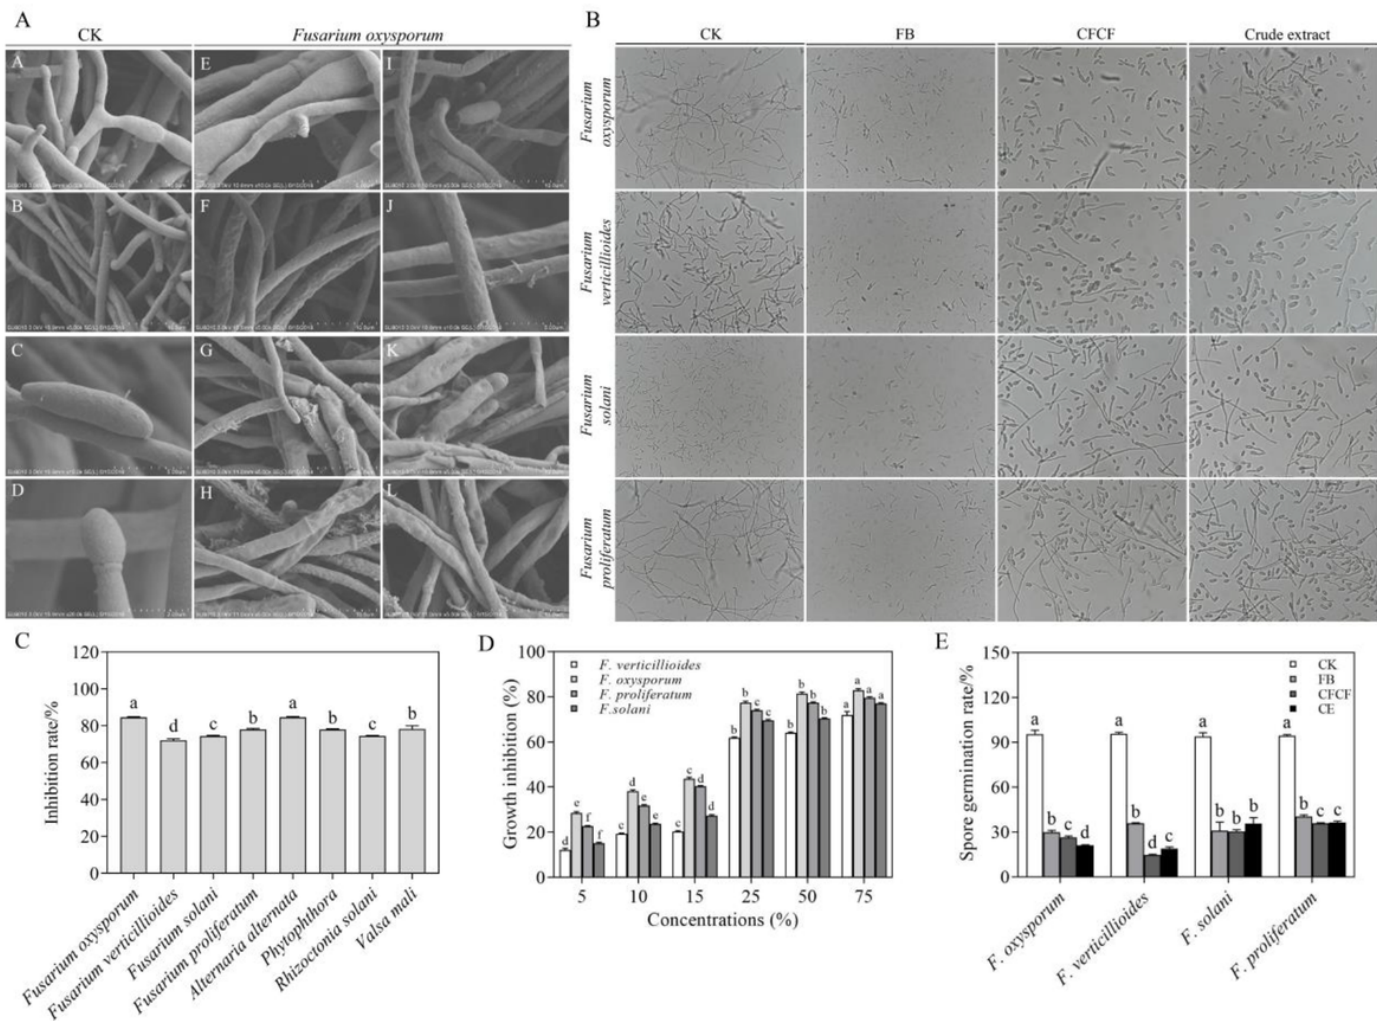 A
CK
Fusarium oxysporum
A
E
I
B
F
J
C
G
K
D
H
L
B
CK
FB
CFCF
Crude extract
Fusarium
oxysporum
Fusarium
verticillioides
Fusarium
solani
Fusarium
proliferatum
C
Inhibition rate/%
120
100
80
60
40
20
0
a
d
c
b
a
b
c
b
Fusarium oxysporum
Fusarium verticillioides
Fusarium solani
Fusarium proliferatum
Alternaria alternata
Phytophthora
Rhizoctonia solani
Valsa mali
D
Growth inhibition (%)
100
80
60
40
20
0
F. verticillioides
F. oxysporum
F. proliferatum
F.solani
d
e
f
f
c
d
e
e
c
c
d
d
b
b
c
c
b
b
b
b
a
a
a
a
5
10
15
25
50
75
Concentrations (%)
E
Spore germination rate/%
150
120
90
60
30
0
CK
FB
CFCF
CE
a
b
c
d
a
b
d
c
a
b
b
b
a
b
c
c
F. oxysporum
F. verticillioides
F. solani
F. proliferatum